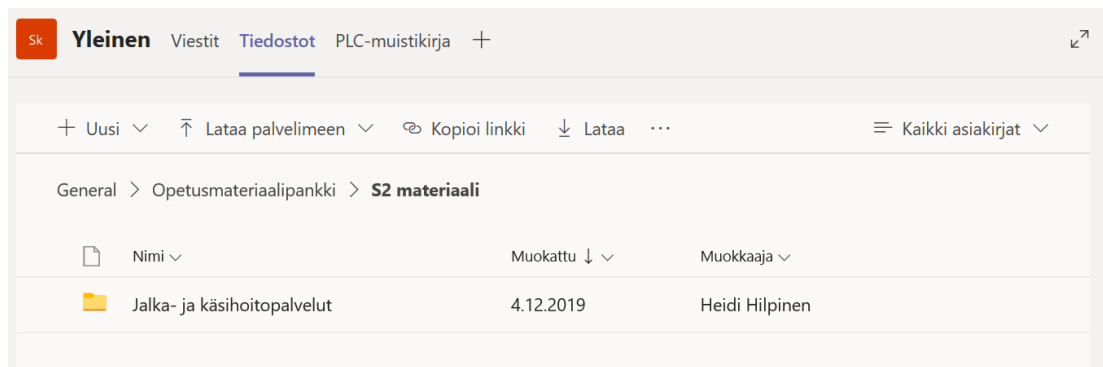 Sk Yleinen Viestit Tiedostot PLC-muistikirja
Uusi Lataa palvelimeen Kopioi linkki Lataa ... Kaikki asiakirjat
General > Opetusmateriaalipankki > S2 materiaali
Nimi Muokattu ↓ Muokkaaja
Jalka- ja käsihoitopalvelut 4.12.2019 Heidi Hilpinen